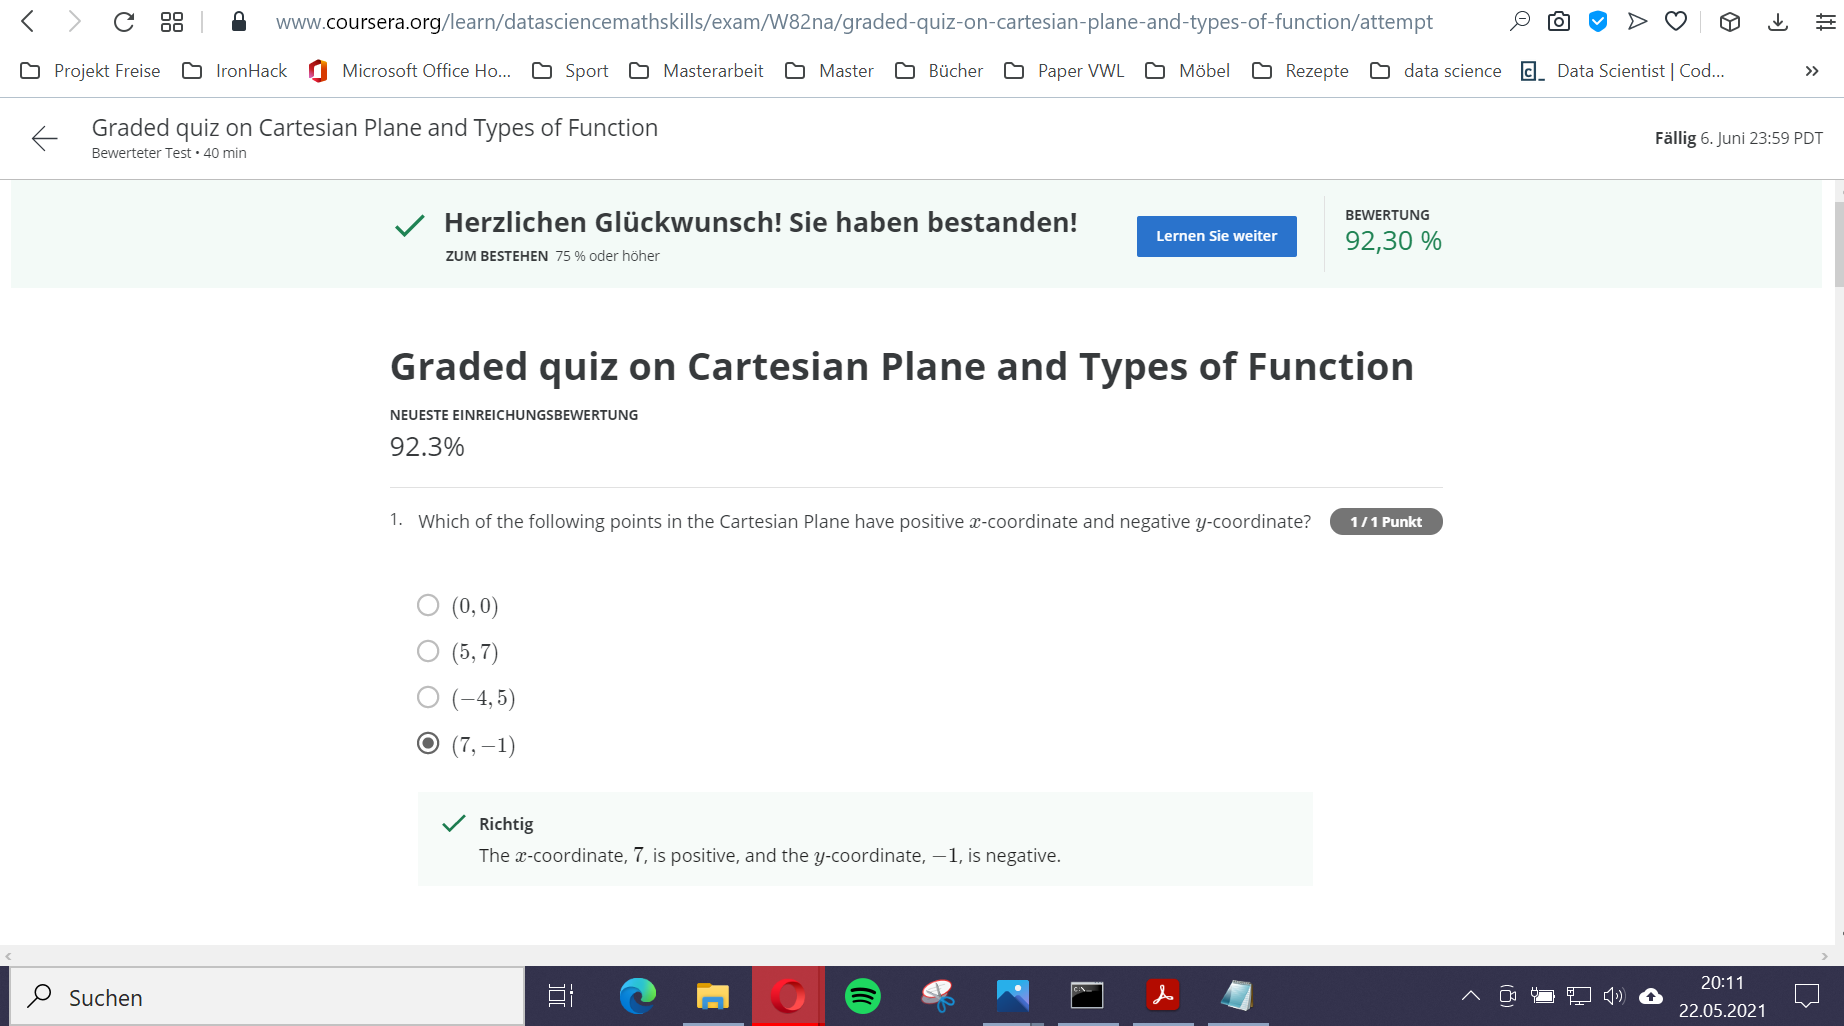 www.coursera.org/learn/datasciencemathskills/exam/W82na/graded-quiz-on-cartesian-plane-and-types-of-function/attempt
Projekt Freise IronHack Microsoft Office Ho... Sport Masterarbeit Master Bücher Paper VWL Möbel Rezepte data science Data Scientist | Cod...
Graded quiz on Cartesian Plane and Types of Function
Bewerteter Test • 40 min
Fällig 6. Juni 23:59 PDT
Herzlichen Glückwunsch! Sie haben bestanden!
ZUM BESTEHEN 75 % oder höher
Lernen Sie weiter
BEWERTUNG
92,30 %
Graded quiz on Cartesian Plane and Types of Function
NEUESTE EINREICHUNGSBEWERTUNG
92.3%
1. Which of the following points in the Cartesian Plane have positive x-coordinate and negative y-coordinate? 1 / 1 Punkt
(0, 0)
(5, 7)
(−4, 5)
(7, −1)
Richtig
The x-coordinate, 7, is positive, and the y-coordinate, −1, is negative.
Suchen
20:11
22.05.2021